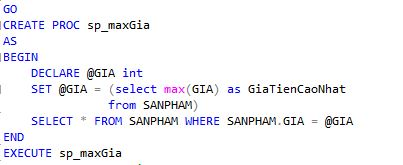 GO
CREATE PROC sp_maxGia
AS
BEGIN
DECLARE @GIA int
SET @GIA = (select max(GIA) as GiaTienCaoNhat
from SANPHAM)
SELECT * FROM SANPHAM WHERE SANPHAM.GIA = @GIA
END
EXECUTE sp_maxGia